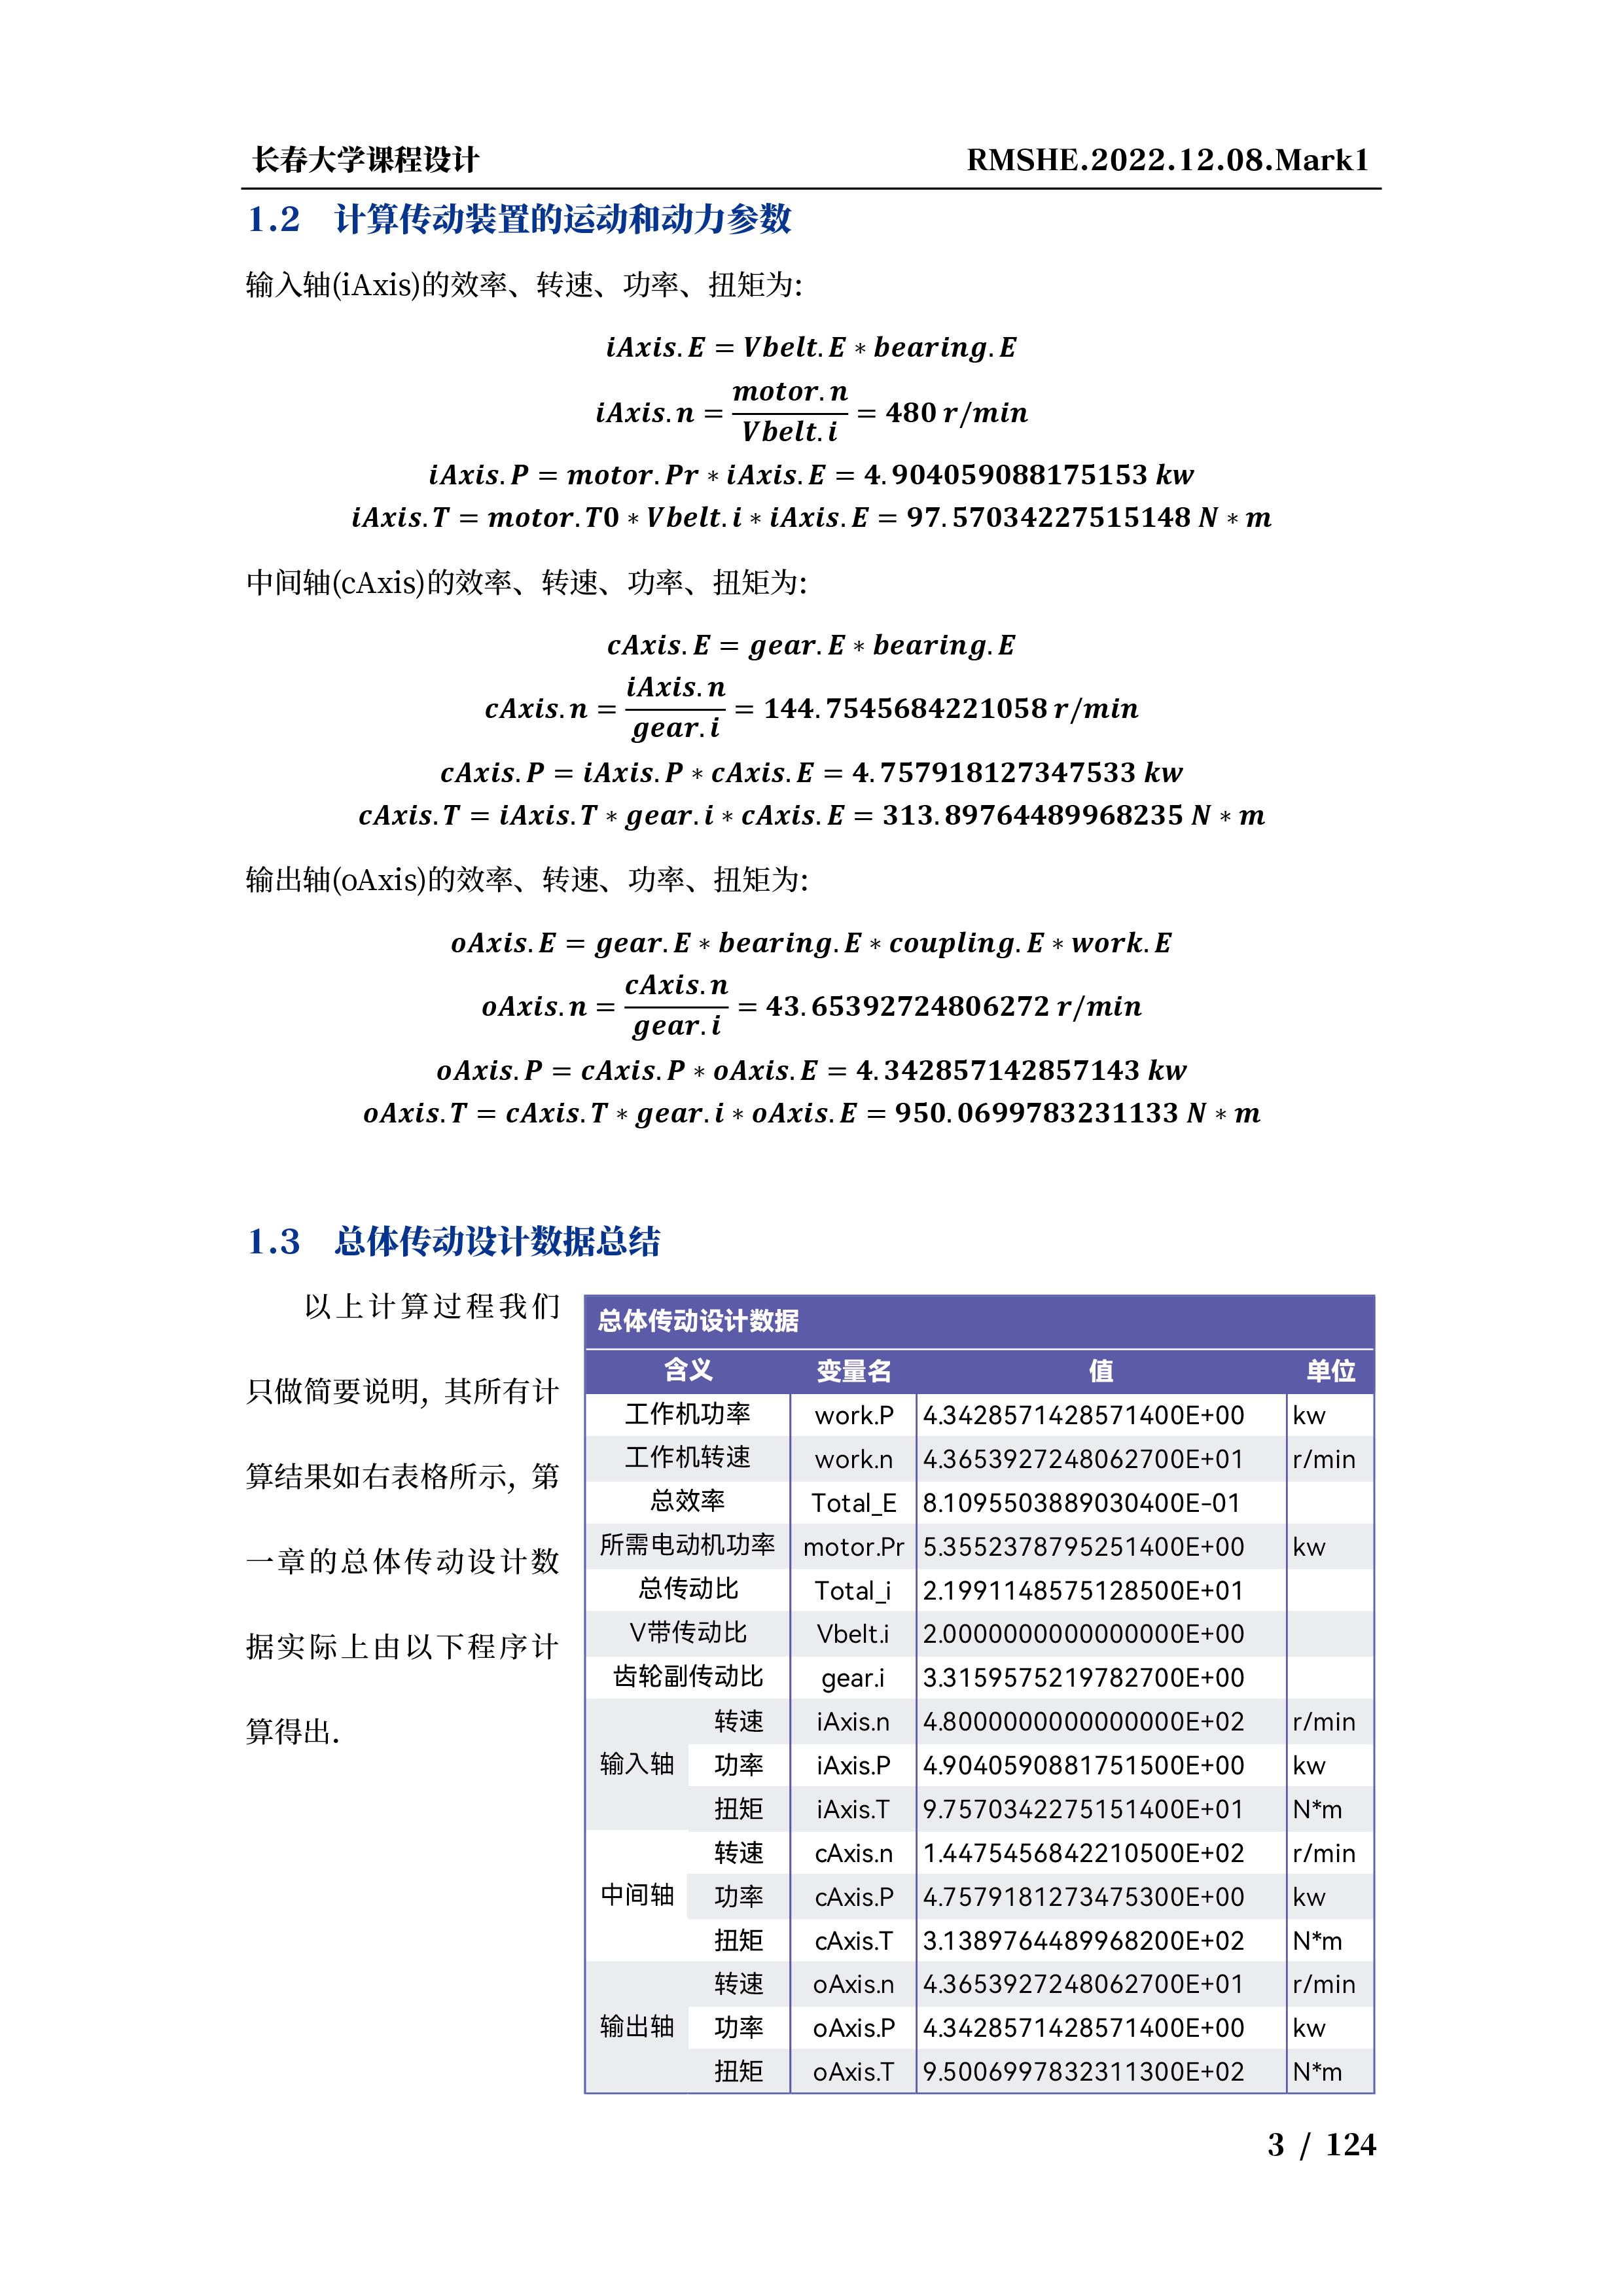 长春大学课程设计 RMSHE.2022.12.08.Mark1
1.2 计算传动装置的运动和动力参数
输入轴(iAxis)的效率、转速、功率、扭矩为:
iAxis.E = Vbelt.E * bearing.E
iAxis.n = motor.n / Vbelt.i = 480 r/min
iAxis.P = motor.Pr * iAxis.E = 4.904059088175153 kw
iAxis.T = motor.T0 * Vbelt.i * iAxis.E = 97.57034227515148 N * m
中间轴(cAxis)的效率、转速、功率、扭矩为:
cAxis.E = gear.E * bearing.E
cAxis.n = iAxis.n / gear.i = 144.7545684221058 r/min
cAxis.P = iAxis.P * cAxis.E = 4.757918127347533 kw
cAxis.T = iAxis.T * gear.i * cAxis.E = 313.89764489968235 N * m
输出轴(oAxis)的效率、转速、功率、扭矩为:
oAxis.E = gear.E * bearing.E * coupling.E * work.E
oAxis.n = cAxis.n / gear.i = 43.65392724806272 r/min
oAxis.P = cAxis.P * oAxis.E = 4.342857142857143 kw
oAxis.T = cAxis.T * gear.i * oAxis.E = 950.0699783231133 N * m
1.3 总体传动设计数据总结
以上计算过程我们
只做简要说明, 其所有计
算结果如右表格所示, 第
一章的总体传动设计数
据实际上由以下程序计
算得出.
总体传动设计数据
含义 变量名 值 单位
工作机功率 work.P 4.3428571428571400E+00 kw
工作机转速 work.n 4.3653927248062700E+01 r/min
总效率 Total_E 8.1095503889030400E-01
所需电动机功率 motor.Pr 5.3552378795251400E+00 kw
总传动比 Total_i 2.1991148575128500E+01
V带传动比 Vbelt.i 2.0000000000000000E+00
齿轮副传动比 gear.i 3.3159575219782700E+00
输入轴 转速 iAxis.n 4.8000000000000000E+02 r/min
功率 iAxis.P 4.9040590881751500E+00 kw
扭矩 iAxis.T 9.7570342275151400E+01 N*m
中间轴 转速 cAxis.n 1.4475456842210500E+02 r/min
功率 cAxis.P 4.7579181273475300E+00 kw
扭矩 cAxis.T 3.1389764489968200E+02 N*m
输出轴 转速 oAxis.n 4.3653927248062700E+01 r/min
功率 oAxis.P 4.3428571428571400E+00 kw
扭矩 oAxis.T 9.5006997832311300E+02 N*m
3 / 124